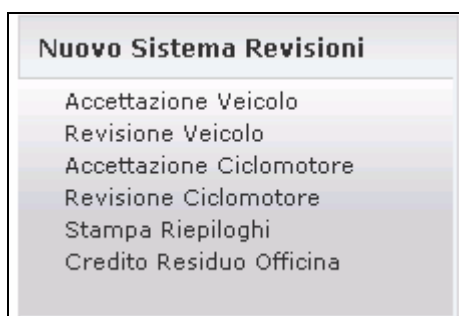 Nuovo Sistema Revisioni
Accettazione Veicolo
Revisione Veicolo
Accettazione Ciclomotore
Revisione Ciclomotore
Stampa Riepiloghi
Credito Residuo Officina